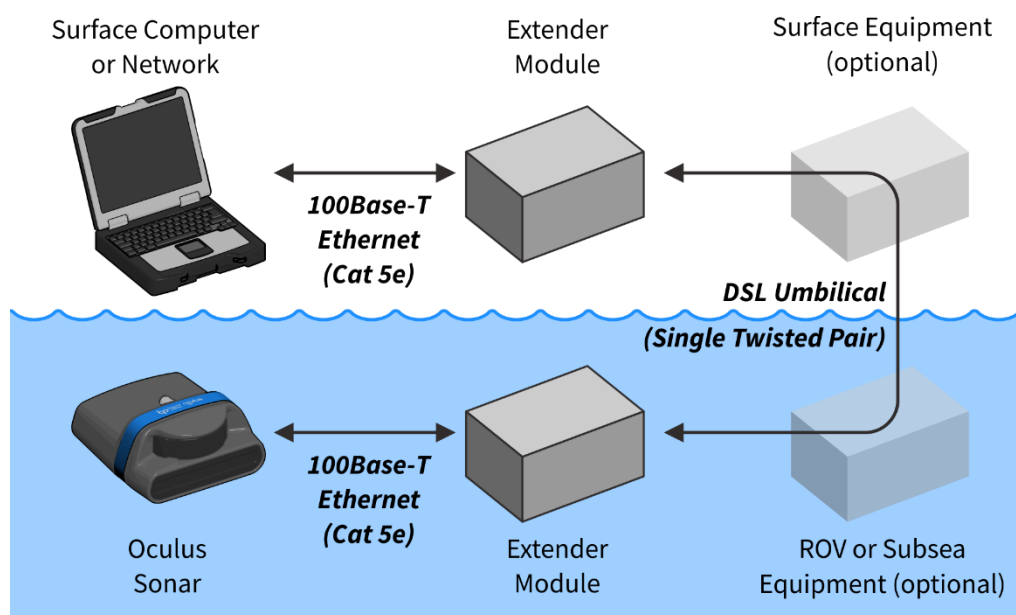 Surface Computer
or Network
Extender
Module
Surface Equipment
(optional)
100Base-T
Ethernet
(Cat 5e)
DSL Umbilical
(Single Twisted Pair)
100Base-T
Ethernet
(Cat 5e)
Oculus
Sonar
Extender
Module
ROV or Subsea
Equipment (optional)